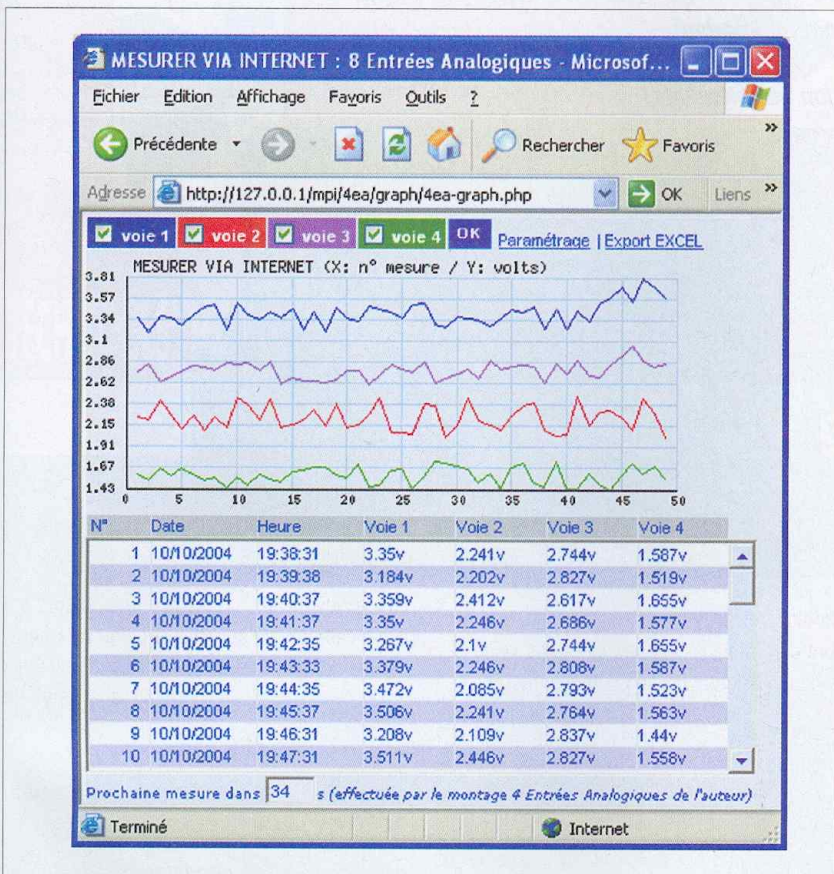 MESURER VIA INTERNET : 8 Entrées Analogiques - Microsof...
Fichier Edition Affichage Favoris Outils ?
Précédente Rechercher Favoris »
Adresse http://127.0.0.1/mpi/4ea/graph/4ea-graph.php OK Liens »
voie 1 voie 2 voie 3 voie 4 OK Paramétrage | Export EXCEL
MESURER VIA INTERNET (X: n° mesure / Y: volts)
3.81
3.57
3.34
3.1
2.86
2.62
2.38
2.15
1.91
1.67
1.43
0 5 10 15 20 25 30 35 40 45 50
N° Date Heure Voie 1 Voie 2 Voie 3 Voie 4
1 10/10/2004 19:38:31 3.35v 2.241v 2.744v 1.587v
2 10/10/2004 19:39:38 3.184v 2.202v 2.827v 1.519v
3 10/10/2004 19:40:37 3.359v 2.412v 2.617v 1.655v
4 10/10/2004 19:41:37 3.35v 2.246v 2.686v 1.577v
5 10/10/2004 19:42:35 3.267v 2.1v 2.744v 1.655v
6 10/10/2004 19:43:33 3.379v 2.246v 2.808v 1.587v
7 10/10/2004 19:44:35 3.472v 2.085v 2.793v 1.523v
8 10/10/2004 19:45:37 3.506v 2.241v 2.764v 1.563v
9 10/10/2004 19:46:31 3.208v 2.109v 2.837v 1.44v
10 10/10/2004 19:47:31 3.511v 2.446v 2.827v 1.558v
Prochaine mesure dans 34 s (effectuée par le montage 4 Entrées Analogiques de l'auteur)
Terminé Internet